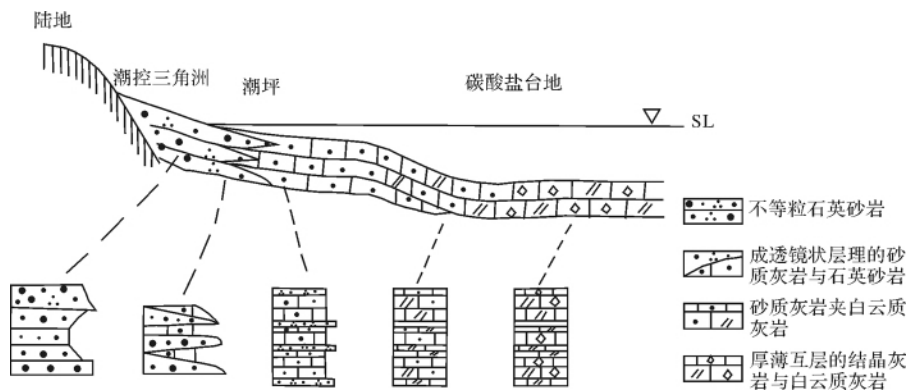 陆地
潮控三角洲
潮坪
碳酸盐台地
SL
不等粒石英砂岩
成透镜状层理的砂
质灰岩与石英砂岩
砂质灰岩夹白云质
灰岩
厚薄互层的结晶灰
岩与白云质灰岩